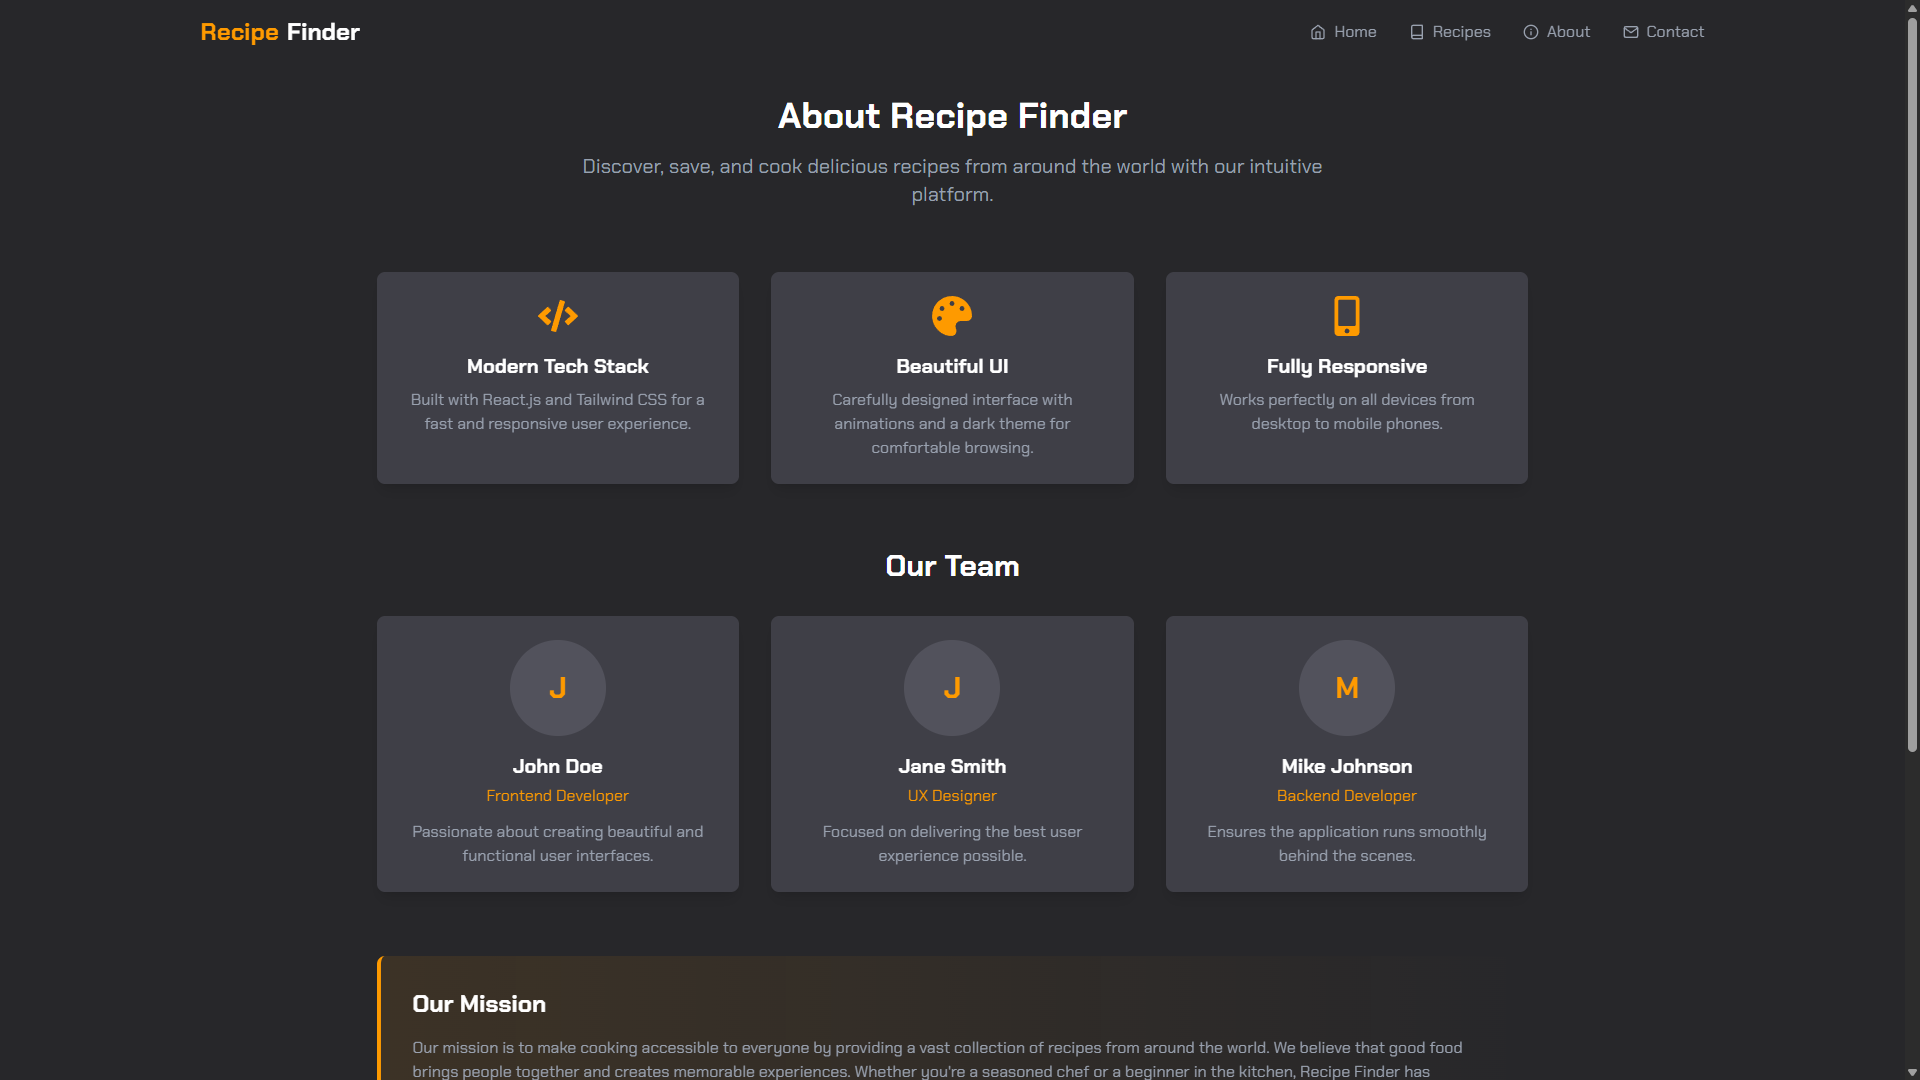 Recipe Finder
Home
Recipes
About
Contact
About Recipe Finder
Discover, save, and cook delicious recipes from around the world with our intuitive
platform.
Modern Tech Stack
Built with React.js and Tailwind CSS for a
fast and responsive user experience.
Beautiful UI
Carefully designed interface with
animations and a dark theme for
comfortable browsing.
Fully Responsive
Works perfectly on all devices from
desktop to mobile phones.
Our Team
J
John Doe
Frontend Developer
Passionate about creating beautiful and
functional user interfaces.
J
Jane Smith
UX Designer
Focused on delivering the best user
experience possible.
M
Mike Johnson
Backend Developer
Ensures the application runs smoothly
behind the scenes.
Our Mission
Our mission is to make cooking accessible to everyone by providing a vast collection of recipes from around the world. We believe that good food
brings people together and creates memorable experiences. Whether you're a seasoned chef or a beginner in the kitchen, Recipe Finder has